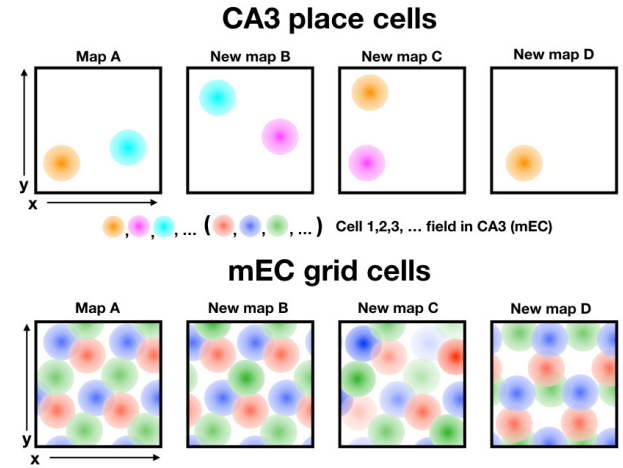 CA3 place cells
Map A New map B New map C New map D
y
x
, , , ... ( , , , ... ) Cell 1,2,3, ... field in CA3 (mEC)
mEC grid cells
Map A New map B New map C New map D
y
x